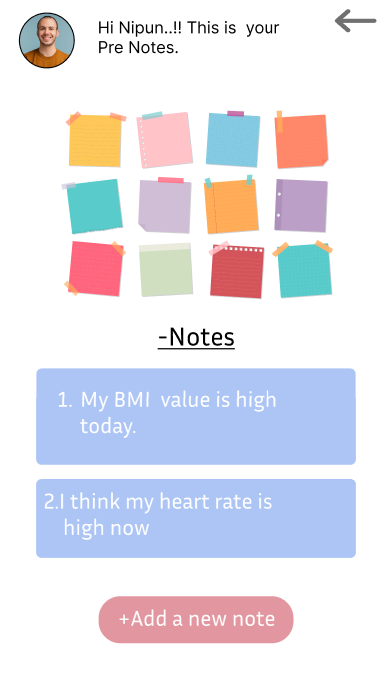 Hi Nipun..!! This is  your
Pre Notes.
-Notes
1. My BMI  value is high
today.
2.I think my heart rate is
high now
+Add a new note